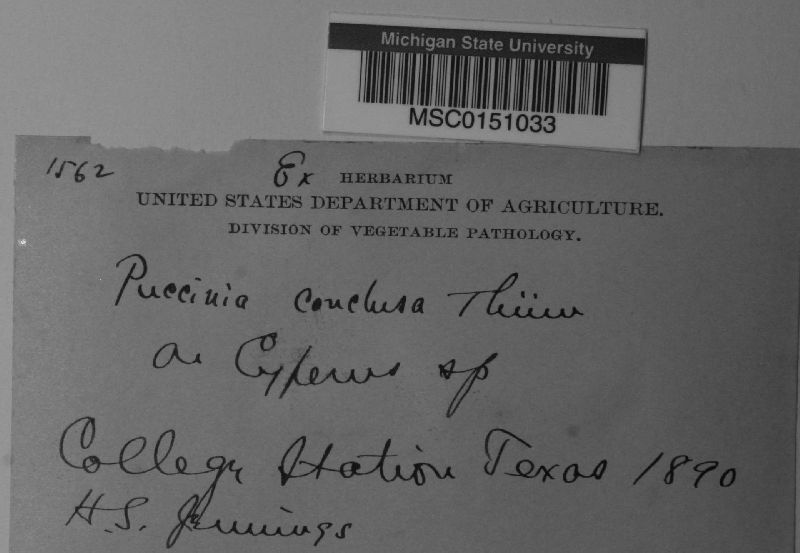 Michigan State University
MSC0151033
1562
Ex HERBARIUM
UNITED STATES DEPARTMENT OF AGRICULTURE.
DIVISION OF VEGETABLE PATHOLOGY.
Puccinia conclusa Thüm
on Cyperus sp
College Station Texas 1890
H.S. Jennings